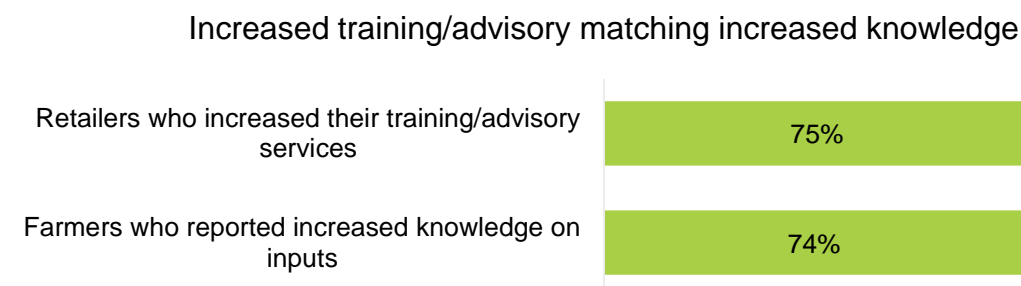 Increased training/advisory matching increased knowledge
Retailers who increased their training/advisory
services
75%
Farmers who reported increased knowledge on
inputs
74%